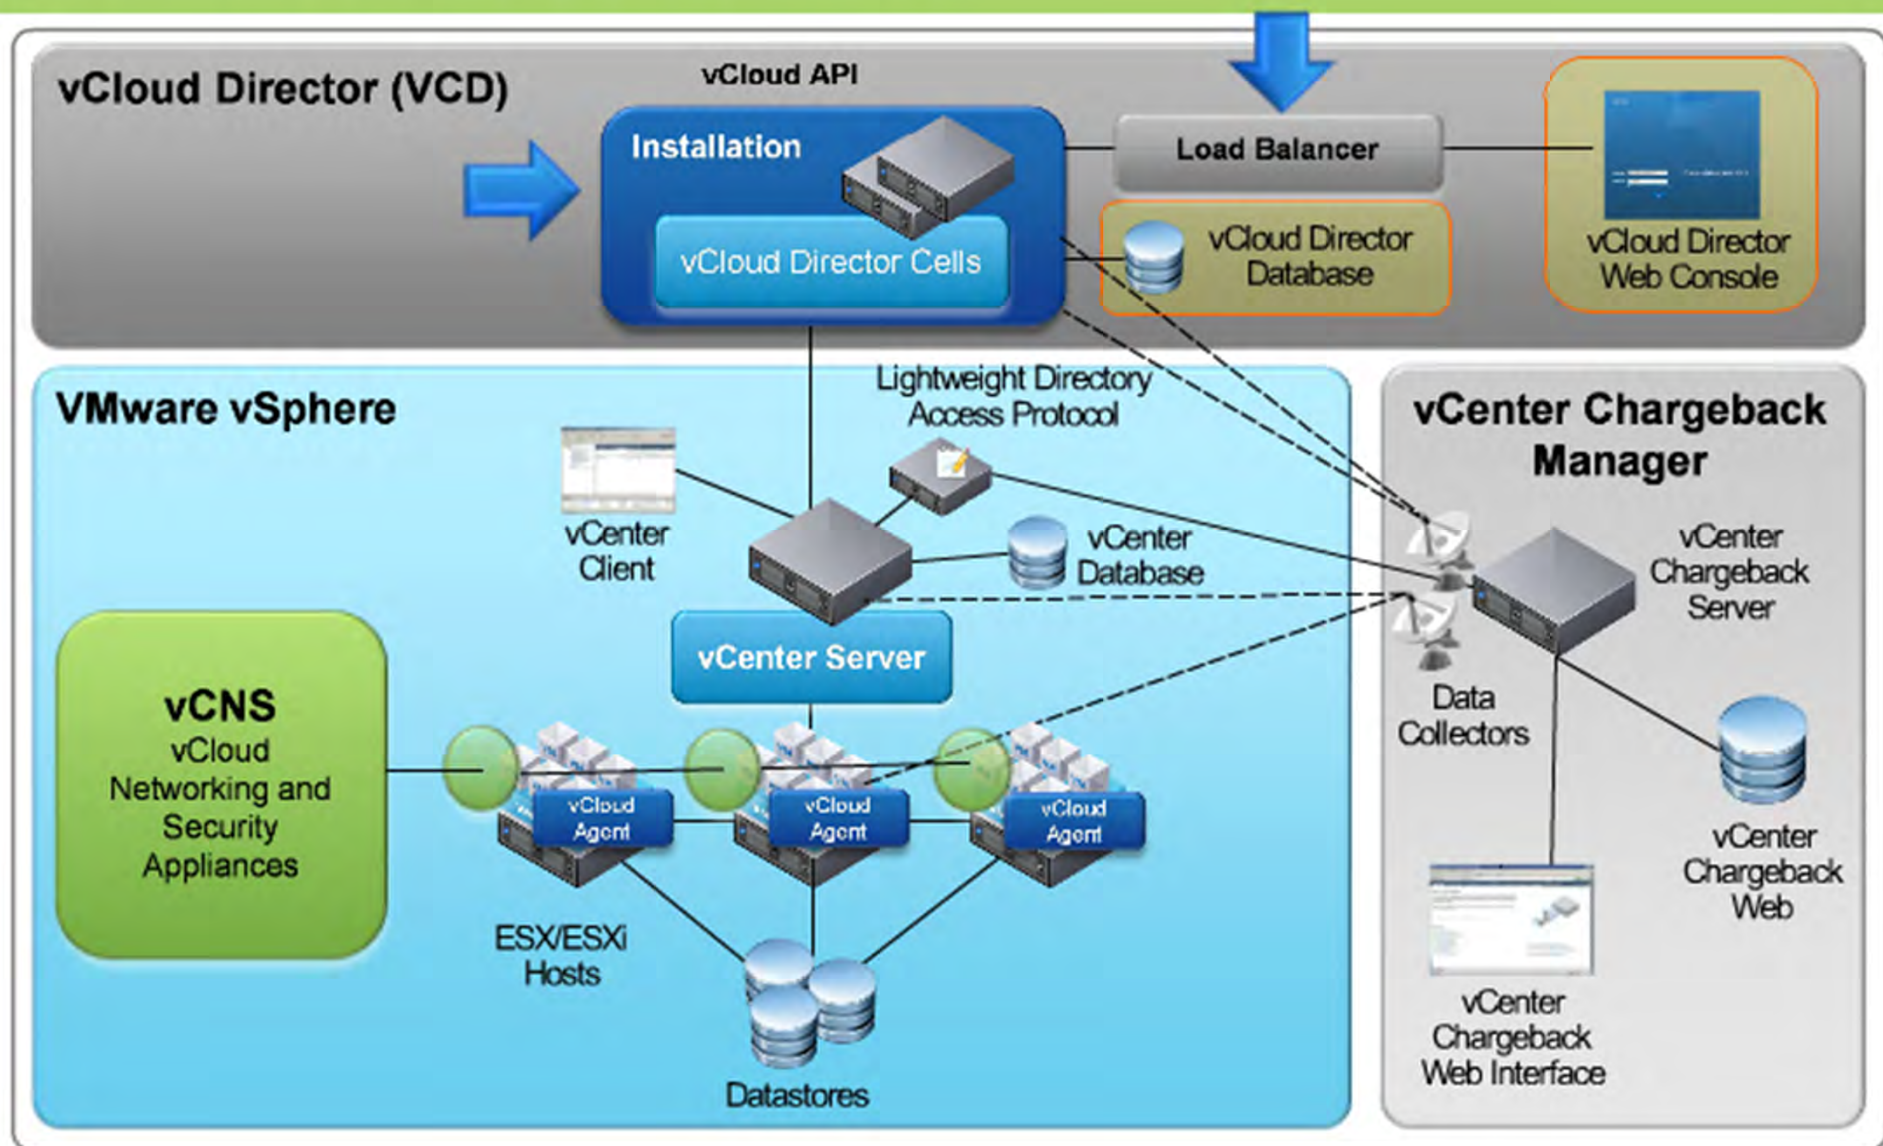 vCloud Director (VCD)
vCloud API
Installation
vCloud Director Cells
Load Balancer
vCloud Director
Database
vCloud Director
Web Console
VMware vSphere
Lightweight Directory
Access Protocol
vCenter
Client
vCenter
Database
vCenter Server
vCNS
vCloud
Networking and
Security
Appliances
vCloud
Agent
vCloud
Agent
vCloud
Agent
ESX/ESXi
Hosts
Datastores
vCenter Chargeback
Manager
vCenter
Chargeback
Server
Data
Collectors
vCenter
Chargeback
Web
vCenter
Chargeback
Web Interface